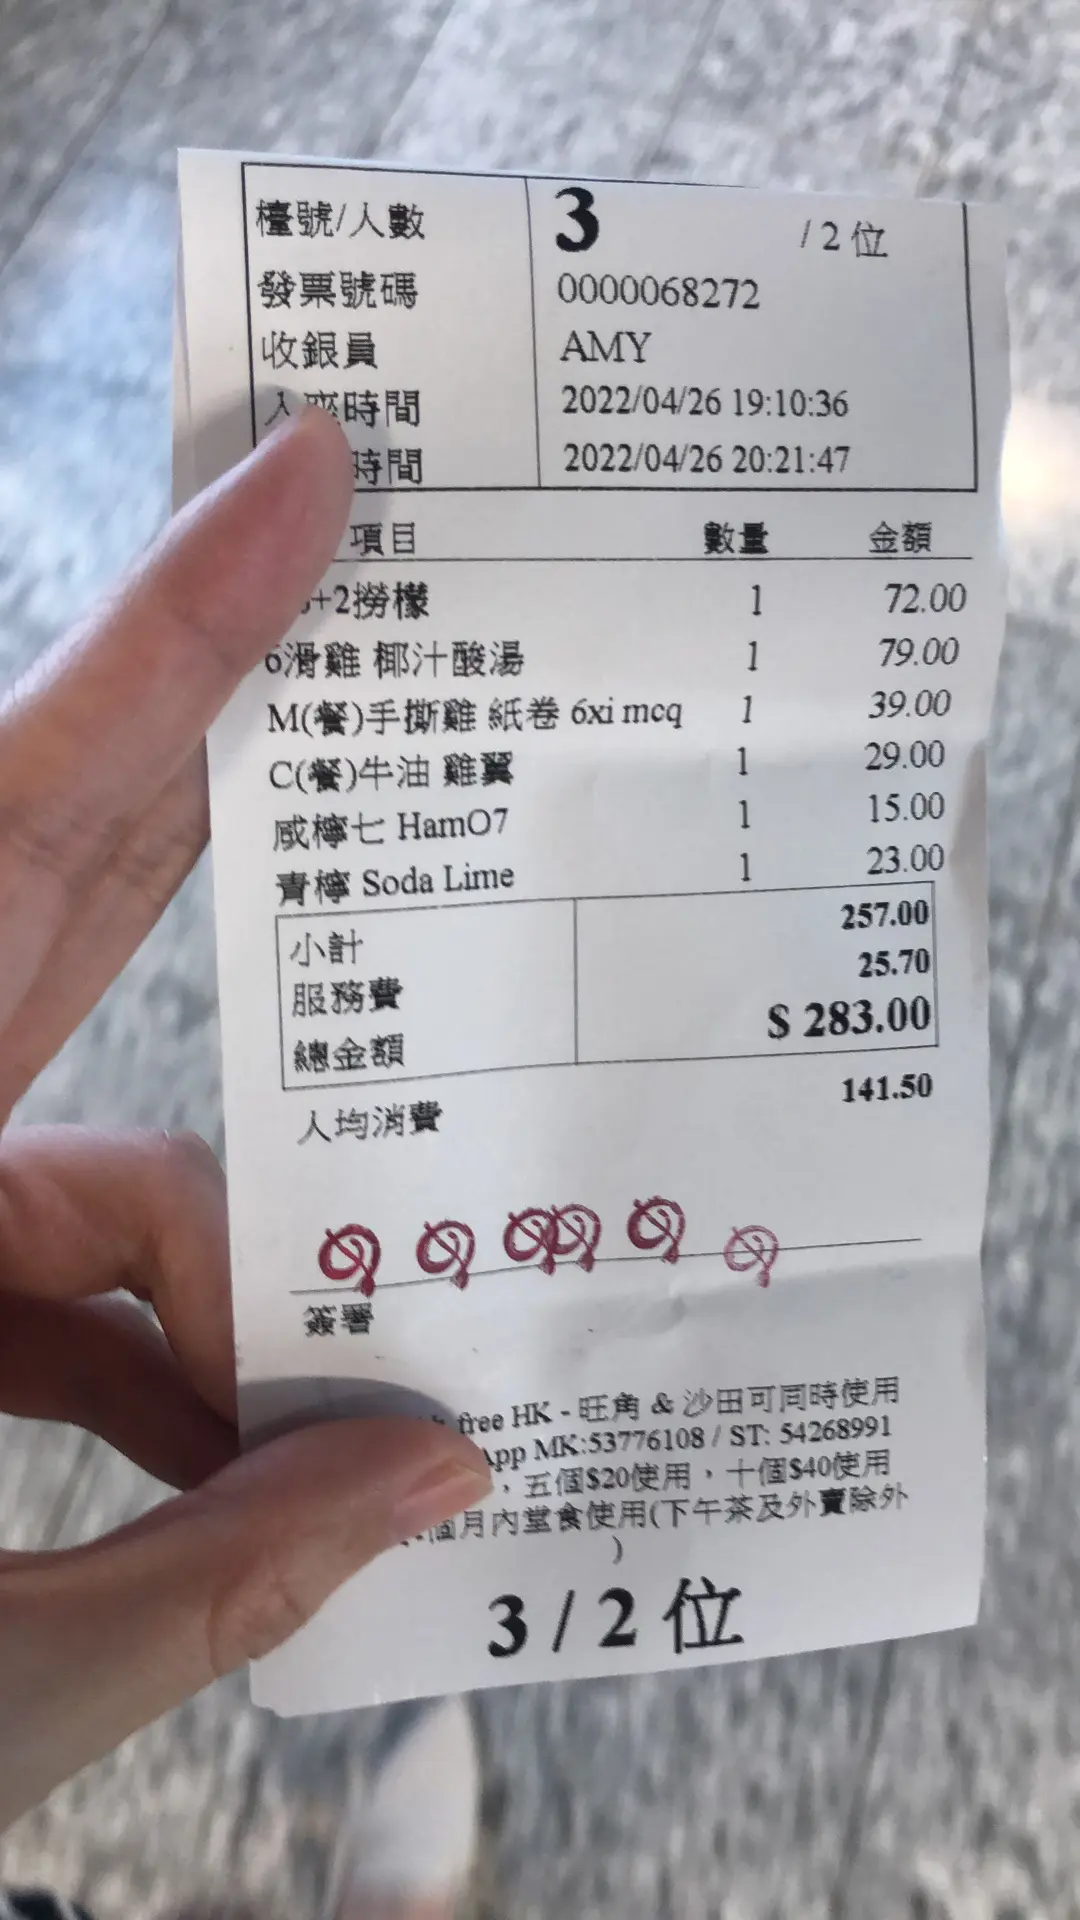 檯號/人數 3 / 2 位
發票號碼 0000068272
收銀員 AMY
入座時間 2022/04/26 19:10:36
時間 2022/04/26 20:21:47
項目 數量 金額
+2撈檬 1 72.00
6滑雞 椰汁酸湯 1 79.00
M(餐)手撕雞 紙卷 6xi mcq 1 39.00
C(餐)牛油 雞翼 1 29.00
咸檸七 HamO7 1 15.00
青檸 Soda Lime 1 23.00
小計 257.00
服務費 25.70
總金額 $ 283.00
人均消費 141.50
簽署
free HK - 旺角 & 沙田可同時使用
App MK:53776108 / ST: 54268991
，五個$20使用，十個$40使用
個月內堂食使用(下午茶及外賣除外
)
3 / 2 位